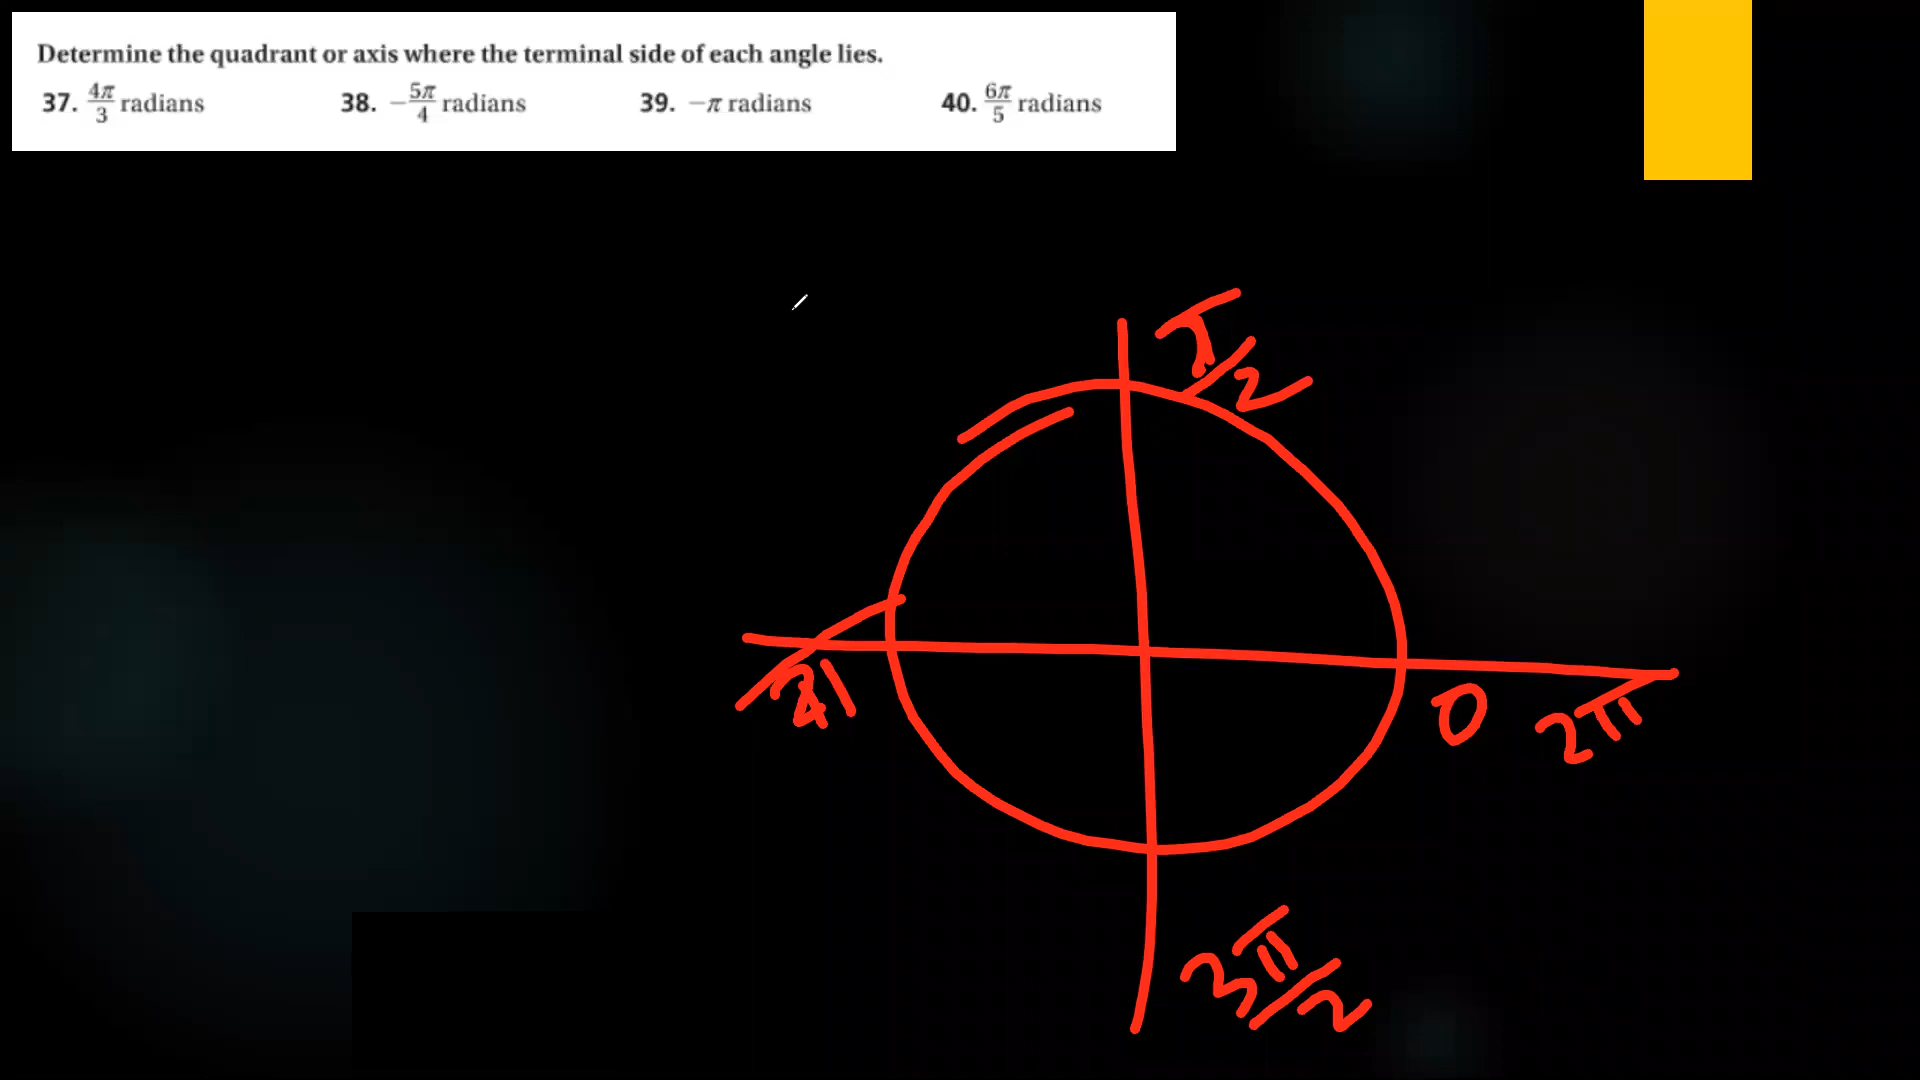 Determine the quadrant or axis where the terminal side of each angle lies.
37. 4π/3 radians 38. -5π/4 radians 39. -π radians 40. 6π/5 radians
π/2
0 2π
3π/2